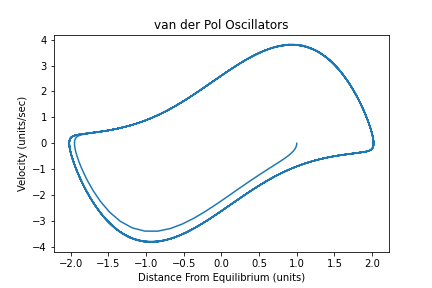 van der Pol Oscillators
4
3
2
1
0
−1
−2
−3
−4
Velocity (units/sec)
−2.0 −1.5 −1.0 −0.5 0.0 0.5 1.0 1.5 2.0
Distance From Equilibrium (units)